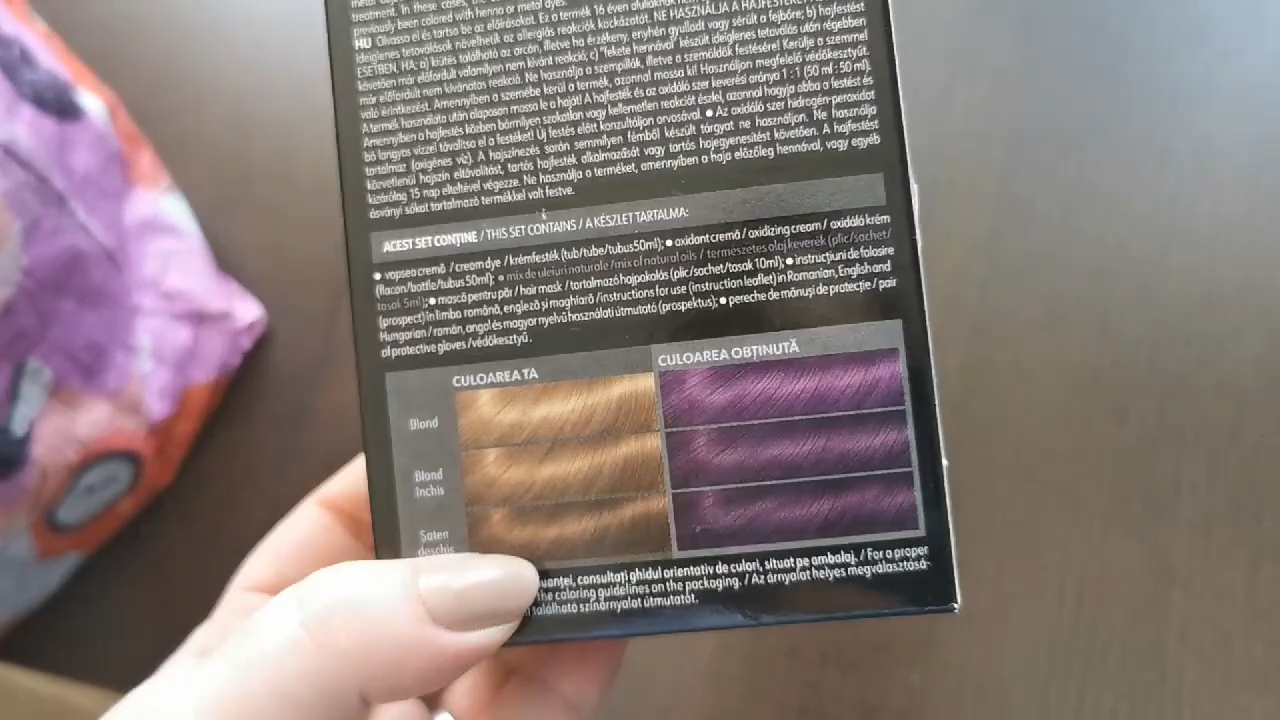 treatment. In these cases, the
previously been colored with henna or metal dyes.
HU Olvassa el és tartsa be az előírásokat. Ez a termék 16 éven aluliaknak nem
Ideiglenes tetoválások növelhetik az allergiás reakciók kockázatát. NE HASZNÁLJA A HAJFESTÉKET
ESETBEN, HA: a) kiütés található az arcán, illetve ha érzékeny, enyhén gyulladt vagy sérült a fejbőre; b) hajfestést
követően már előfordult valamilyen nem kívánt reakció; c) "fekete hennával" készült ideiglenes tetoválás után régebben
már előfordult nem kívánatos reakció. Ne használja a szempillák, illetve a szemöldök festésére! Kerülje a szemmel
való érintkezést. Amennyiben a szemébe kerül a termék, azonnal mossa ki! Használjon megfelelő védőkesztyűt.
A termék használata után alaposan mossa le a haját! A hajfesték és az oxidáló szer keverési aránya 1 : 1 (50 ml : 50 ml).
Amennyiben a hajfestés közben bármilyen szokatlan vagy kellemetlen reakciót észlel, azonnal hagyja abba a festést és
bő langyos vízzel távolítsa el a festéket! Új festés előtt konzultáljon orvosával. • Az oxidáló szer hidrogén-peroxidot
tartalmaz (oxigénes víz). A hajszínezés során semmilyen fémből készült tárgyat ne használjon. Ne használja
közvetlenül hajszín eltávolítást, tartós hajfesték alkalmazását vagy tartós hajegyenesítést követően. A hajfestést
kizárólag 15 nap elteltével végezze. Ne használja a terméket, amennyiben a haja előzőleg hennával, vagy egyéb
ásványi sókat tartalmazó termékkel volt festve.
ACEST SET CONȚINE / THIS SET CONTAINS / A KÉSZLET TARTALMA:
• vopsea cremă / cream dye / krémfesték (tub/tube/tubus 50ml); • oxidant cremă / oxidizing cream / oxidáló krém
(flacon/bottle/tubus 50ml); • mix de uleiuri naturale / mix of natural oils / természetes olaj keverék (plic/sachet/
tasak 5ml); • mască pentru păr / hair mask / tartalmazó hajpakolás (plic/sachet/tasak 10ml); • instrucțiuni de folosire
(prospect) în limba română, engleză și maghiară / instructions for use (instruction leaflet) in Romanian, English and
Hungarian / román, angol és magyar nyelvű használati útmutató (prospektus); • pereche de mănuși de protecție / pair
of protective gloves / védőkesztyű.
CULOAREA TA
CULOAREA OBȚINUTĂ
Blond
Blond
Închis
Șaten
deschis
uanței, consultați ghidul orientativ de culori, situat pe ambalaj. / For a proper
the coloring guidelines on the packaging. / Az árnyalat helyes megválasztásá-
található színárnyalat útmutatót.